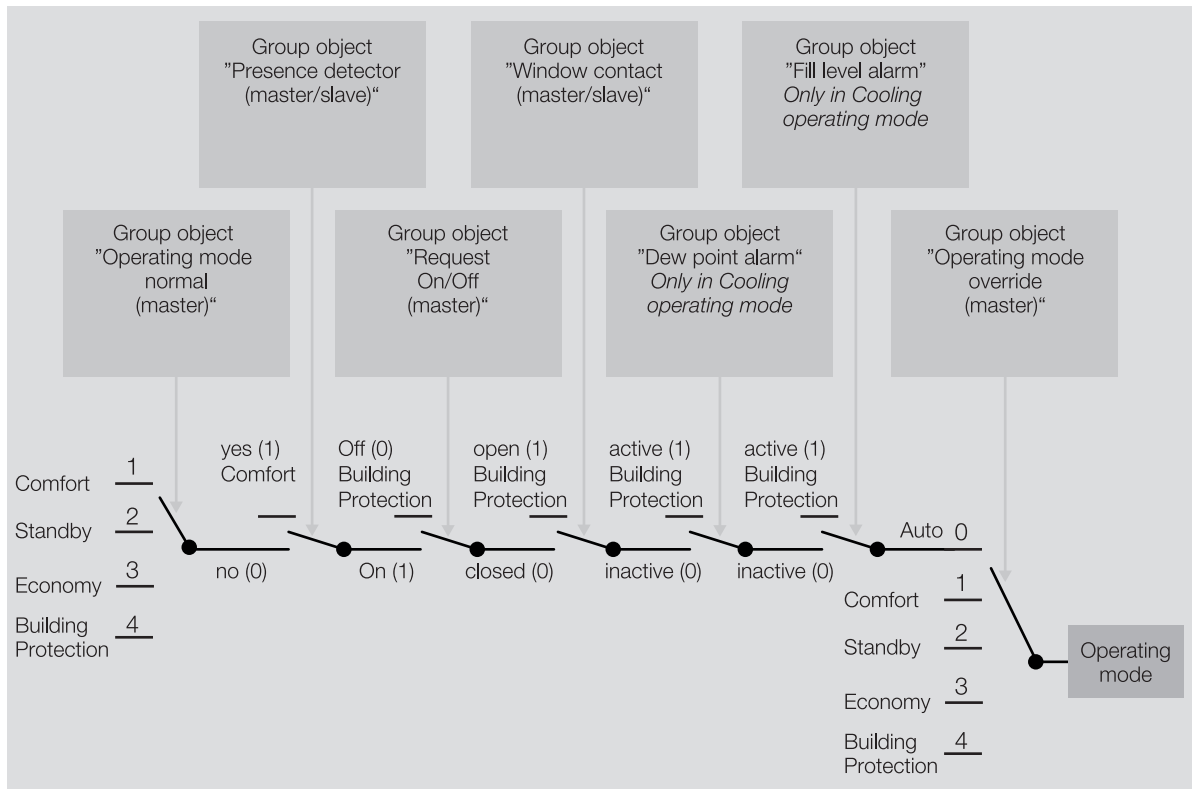 Group object
”Presence detector
(master/slave)“
Group object
”Window contact
(master/slave)“
Group object
”Fill level alarm”
Only in Cooling
operating mode
Group object
”Operating mode
normal
(master)“
Group object
”Request
On/Off
(master)“
Group object
”Dew point alarm“
Only in Cooling
operating mode
Group object
”Operating mode
override
(master)“
Comfort 1
Standby 2
Economy 3
Building
Protection 4
yes (1)
Comfort
no (0)
Off (0)
Building
Protection
On (1)
open (1)
Building
Protection
closed (0)
active (1)
Building
Protection
inactive (0)
active (1)
Building
Protection
inactive (0)
Auto 0
Comfort 1
Standby 2
Economy 3
Building
Protection 4
Operating
mode